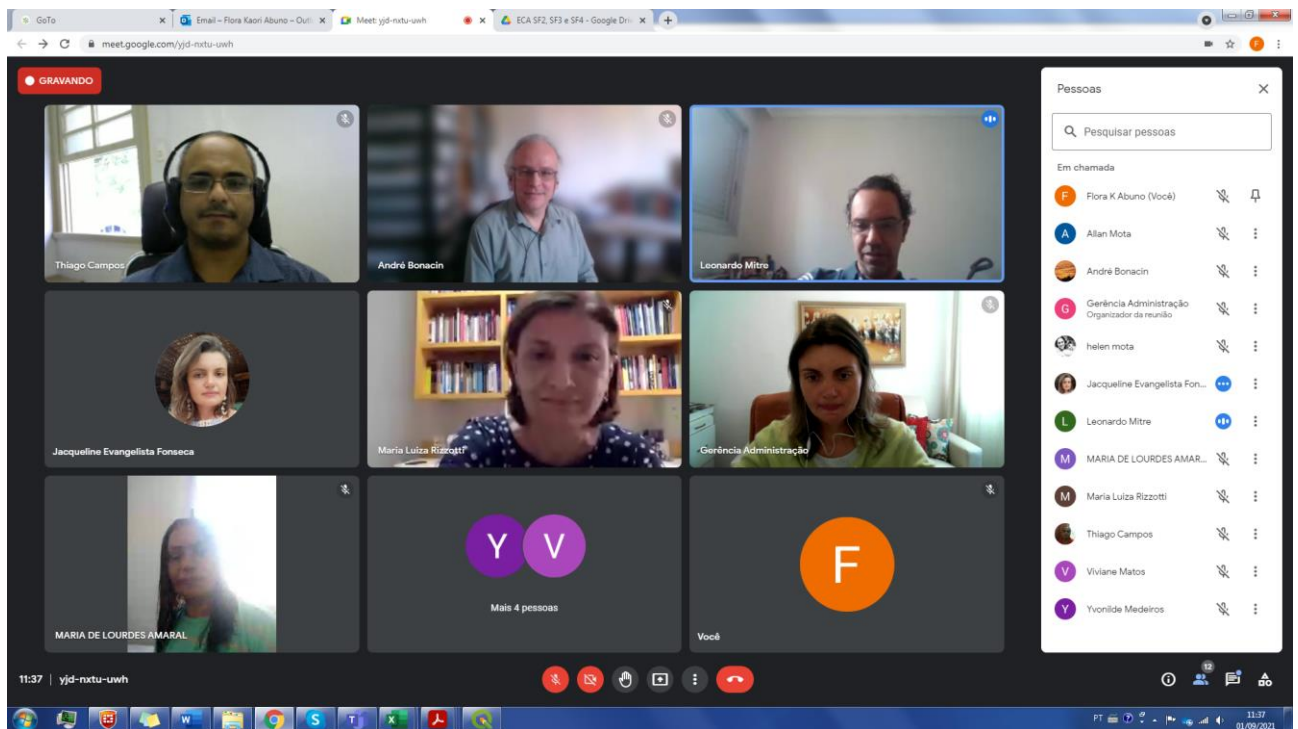 GoTo
Email – Flora Kaori Abuno – Outl
Meet: yjd-nxtu-uwh
ECA SF2, SF3 e SF4 - Google Dri
meet.google.com/yjd-nxtu-uwh
F
GRAVANDO
Thiago Campos
André Bonacin
Leonardo Mitre
Jacqueline Evangelista Fonseca
Maria Luiza Rizzotti
Gerência Administração
MARIA DE LOURDES AMARAL
Y V
Mais 4 pessoas
F
Você
Pessoas
Pesquisar pessoas
Em chamada
F Flora K Abuno (Você)
A Allan Mota
André Bonacin
G Gerência Administração
Organizador da reunião
helen mota
Jacqueline Evangelista Fon...
L Leonardo Mitre
M MARIA DE LOURDES AMAR...
M Maria Luiza Rizzotti
Thiago Campos
V Viviane Matos
Y Yvonilde Medeiros
11:37 | yjd-nxtu-uwh
12
PT
11:37
01/09/2021